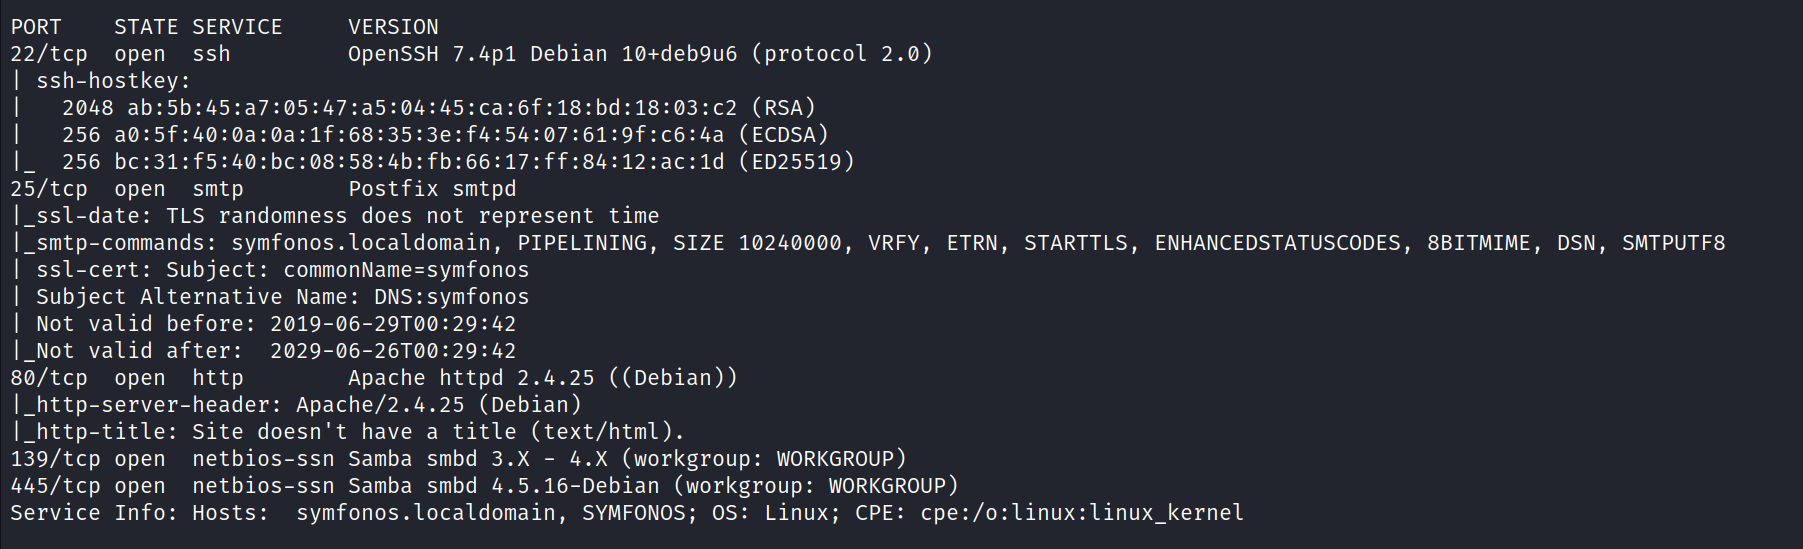 PORT    STATE SERVICE     VERSION
22/tcp  open  ssh         OpenSSH 7.4p1 Debian 10+deb9u6 (protocol 2.0)
| ssh-hostkey:
|   2048 ab:5b:45:a7:05:47:a5:04:45:ca:6f:18:bd:18:03:c2 (RSA)
|   256 a0:5f:40:0a:0a:1f:68:35:3e:f4:54:07:61:9f:c6:4a (ECDSA)
|_  256 bc:31:f5:40:bc:08:58:4b:fb:66:17:ff:84:12:ac:1d (ED25519)
25/tcp  open  smtp        Postfix smtpd
|_ssl-date: TLS randomness does not represent time
|_smtp-commands: symfonos.localdomain, PIPELINING, SIZE 10240000, VRFY, ETRN, STARTTLS, ENHANCEDSTATUSCODES, 8BITMIME, DSN, SMTPUTF8
| ssl-cert: Subject: commonName=symfonos
| Subject Alternative Name: DNS:symfonos
| Not valid before: 2019-06-29T00:29:42
|_Not valid after:  2029-06-26T00:29:42
80/tcp  open  http        Apache httpd 2.4.25 ((Debian))
|_http-server-header: Apache/2.4.25 (Debian)
|_http-title: Site doesn't have a title (text/html).
139/tcp open  netbios-ssn Samba smbd 3.X - 4.X (workgroup: WORKGROUP)
445/tcp open  netbios-ssn Samba smbd 4.5.16-Debian (workgroup: WORKGROUP)
Service Info: Hosts:  symfonos.localdomain, SYMFONOS; OS: Linux; CPE: cpe:/o:linux:linux_kernel